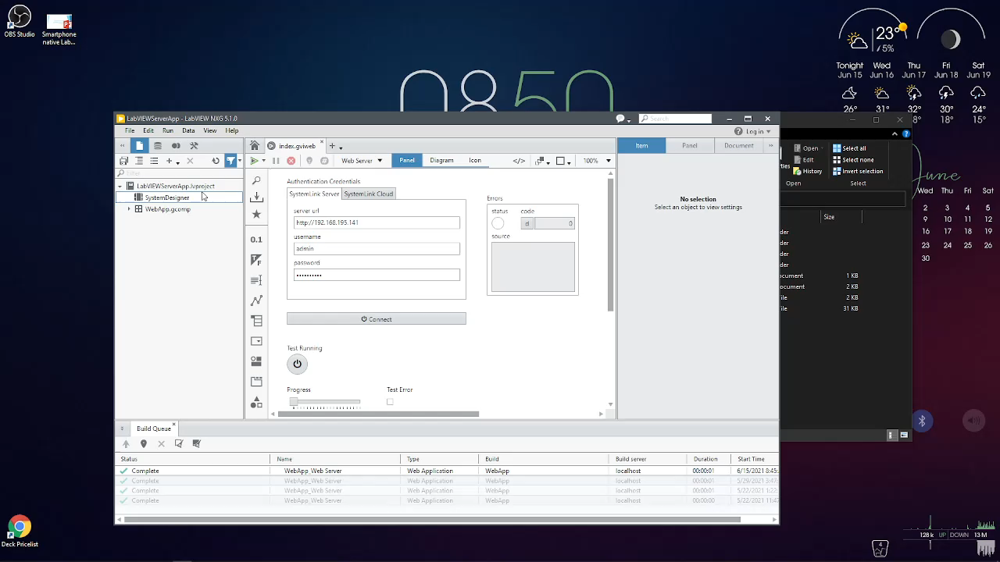 OBS Studio
Smartphone
native Lab...
08 50
23°
5%
Tonight Wed Thu Fri Sat
Jun 15 Jun 16 Jun 17 Jun 18 Jun 19
26° 31° 32° 30° 24°
18° 18° 15°
LabVIEWServerApp - LabVIEW NXG 5.1.0
Search
File Edit Run Data View Help
Log in
index.gviweb
Item Panel Document
Web Server
Panel Diagram Icon
100%
Filter
LabVIEWServerApp.lvproject
SystemDesigner
WebApp.gcomp
Authentication Credentials
SystemLink Server SystemLink Cloud
server url
http://192.168.195.141
username
admin
password
••••••••••
Connect
Errors
status code
d 0
source
Test Running
Progress
Test Error
0.1
No selection
Select an object to view settings
Open
Edit
History
Open
Select all
Select none
Invert selection
Select
Size
1 KB
2 KB
2 KB
31 KB
June
Wed Thu Fri Sat
2 3 4 5
9 10 11 12
16 17 18 19
23 24 25 26
30
Build Queue
Status Name Type Build Build server Duration Start Time
Complete WebApp_Web Server Web Application WebApp localhost 00:00:01 6/15/2021 8:45:
Complete WebApp_Web Server Web Application WebApp localhost 00:00:01 5/29/2021 3:22:
Complete WebApp_Web Server Web Application WebApp localhost 00:00:01 5/22/2021 1:22:
Complete WebApp_Web Server Web Application WebApp localhost 00:00:00 5/22/2021 11:47
Deck Pricelist
4
128 k UP DOWN 13 M